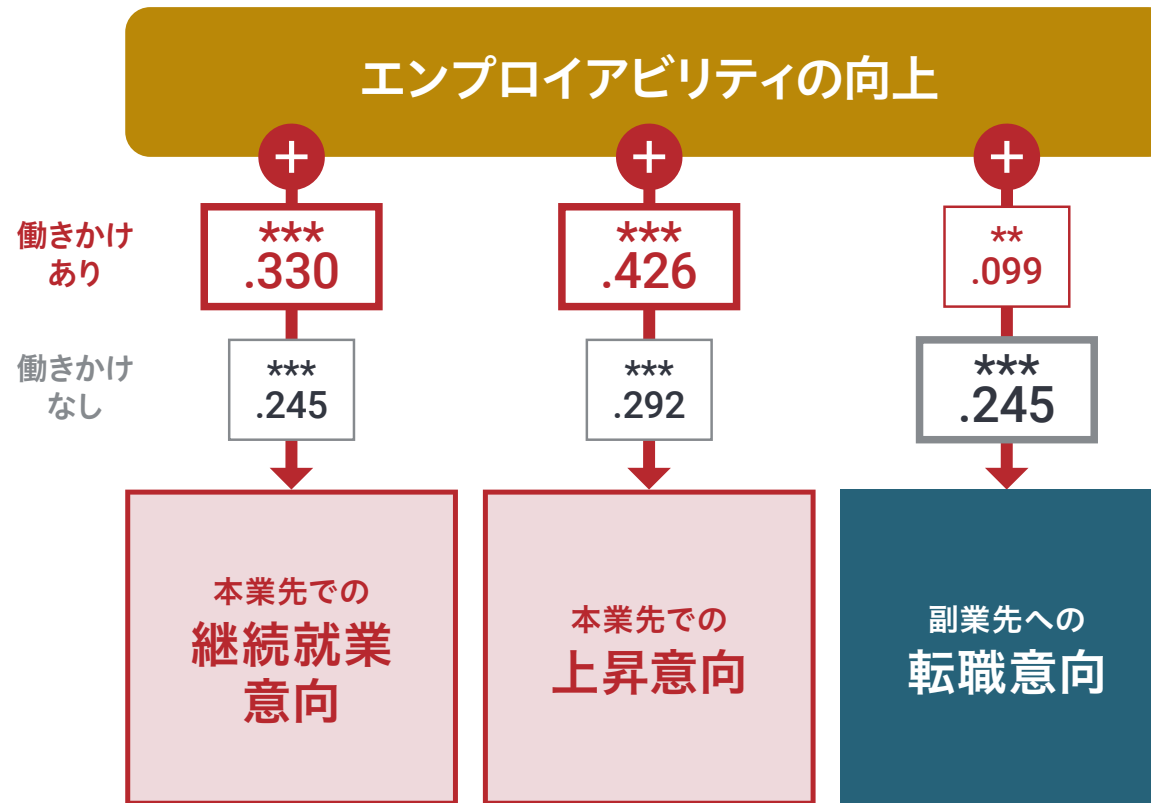 エンプロイアビリティの向上
+ + +
働きかけ
あり
***
.330
***
.426
**
.099
働きかけ
なし
***
.245
***
.292
***
.245
本業先での
継続就業
意向
本業先での
上昇意向
副業先への
転職意向